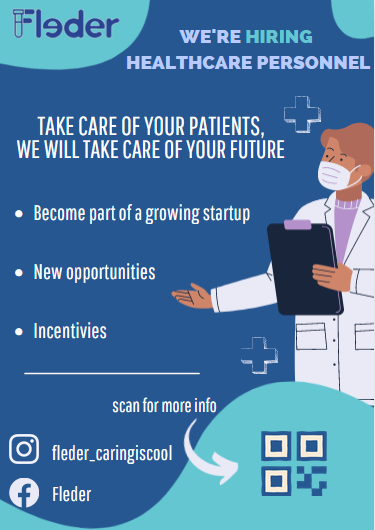 Fleder
WE'RE HIRING
HEALTHCARE PERSONNEL
TAKE CARE OF YOUR PATIENTS,
WE WILL TAKE CARE OF YOUR FUTURE
Become part of a growing startup
New opportunities
Incentivies
scan for more info
fleder_caringiscool
Fleder